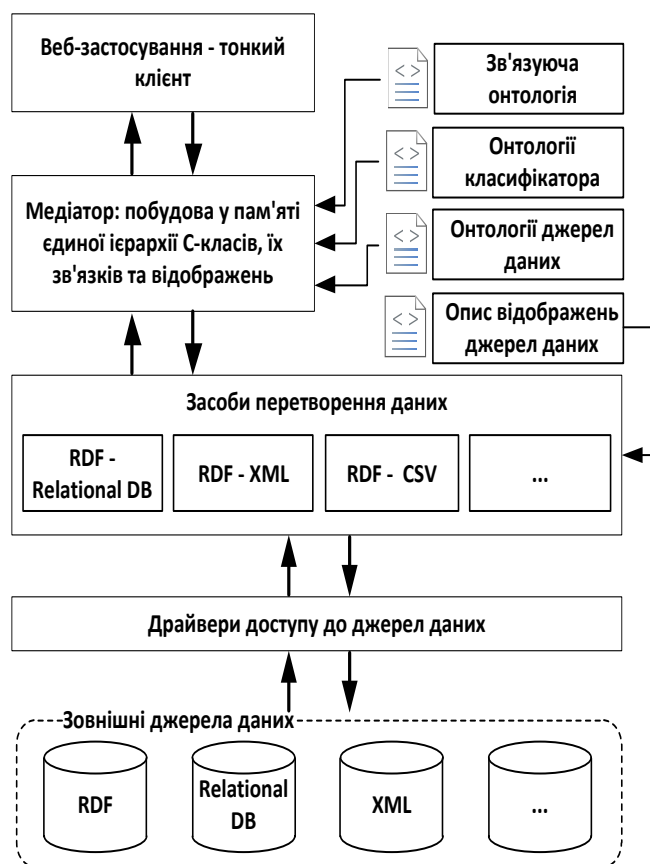 Веб-застосування - тонкий
клієнт
Зв'язуюча
онтологія
Онтології
класифікатора
Медіатор: побудова у пам'яті
єдиної ієрархії С-класів, їх
зв'язків та відображень
Онтології джерел
даних
Опис відображень
джерел даних
Засоби перетворення даних
RDF -
Relational DB
RDF - XML
RDF - CSV
...
Драйвери доступу до джерел даних
Зовнішні джерела даних
RDF
Relational
DB
XML
...